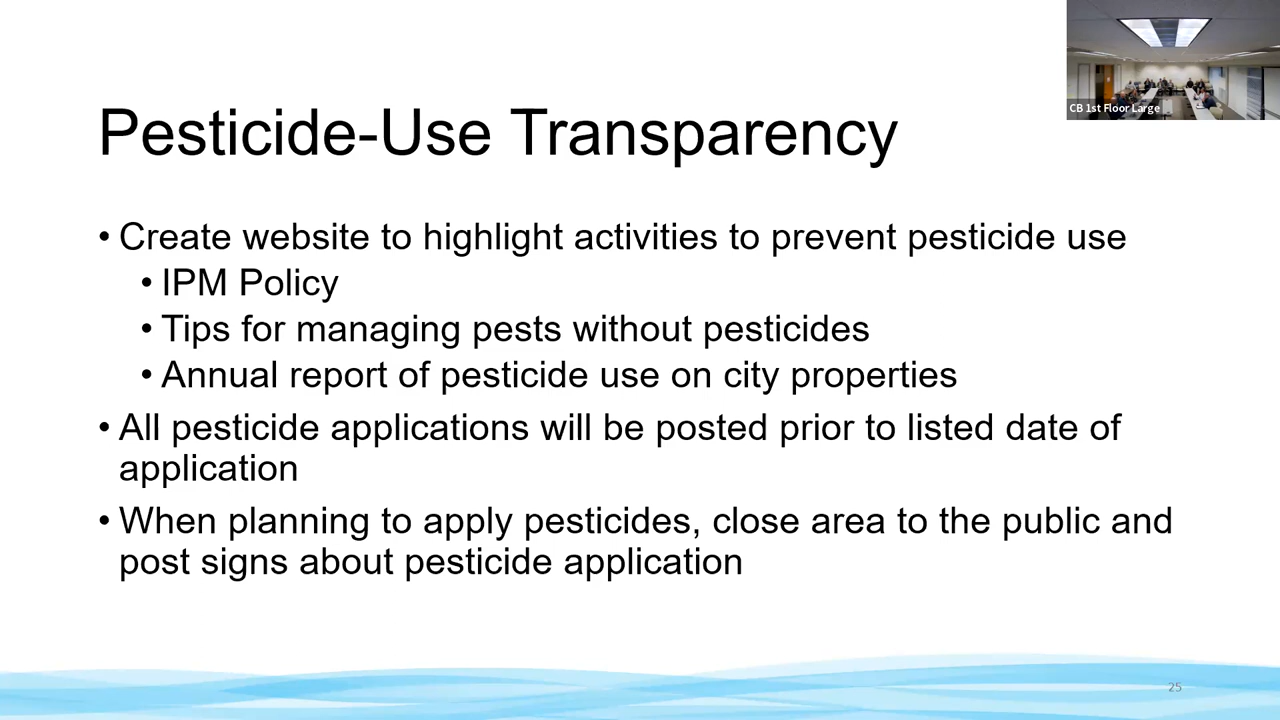 CB 1st Floor Large
Pesticide-Use Transparency
• Create website to highlight activities to prevent pesticide use
• IPM Policy
• Tips for managing pests without pesticides
• Annual report of pesticide use on city properties
• All pesticide applications will be posted prior to listed date of
application
• When planning to apply pesticides, close area to the public and
post signs about pesticide application
25